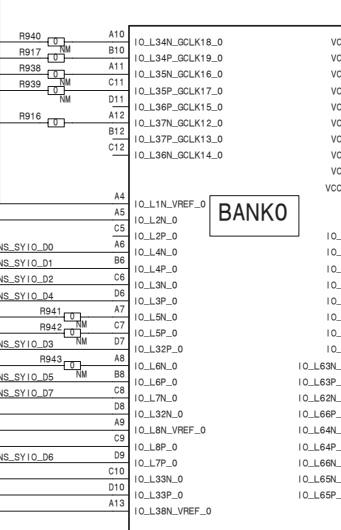 R940 0 A10 IO_L34N_GCLK18_0 VC
R917 0 NM B10 IO_L34P_GCLK19_0 VC
R938 0 A11 IO_L35N_GCLK16_0 VC
R939 0 NM C11 IO_L35P_GCLK17_0 VC
NM D11 IO_L36P_GCLK15_0 VC
R916 0 A12 IO_L37N_GCLK12_0 VC
B12 IO_L37P_GCLK13_0 VC
C12 IO_L36N_GCLK14_0 VC
VC
VCC
A4 IO_L1N_VREF_0
A5 IO_L2N_0
BANK0
C5 IO_L2P_0 IO_
NS_SYIO_D0 A6 IO_L4N_0 IO_
NS_SYIO_D1 B6 IO_L4P_0 IO_
NS_SYIO_D2 C6 IO_L3N_0 IO_
NS_SYIO_D4 D6 IO_L3P_0 IO_
R941 0 A7 IO_L5N_0 IO_
R942 0 NM C7 IO_L5P_0 IO_
NS_SYIO_D3 NM D7 IO_L32P_0 IO_
R943 0 A8 IO_L6N_0 IO_L63N_
NS_SYIO_D5 NM B8 IO_L6P_0 IO_L63P_
NS_SYIO_D7 C8 IO_L7N_0 IO_L62N_
D8 IO_L32N_0 IO_L66P_
A9 IO_L8N_VREF_0 IO_L64N_
C9 IO_L8P_0 IO_L64P_
NS_SYIO_D6 D9 IO_L7P_0 IO_L66N_
C10 IO_L33N_0 IO_L65N_
D10 IO_L33P_0 IO_L65P_
A13 IO_L38N_VREF_0